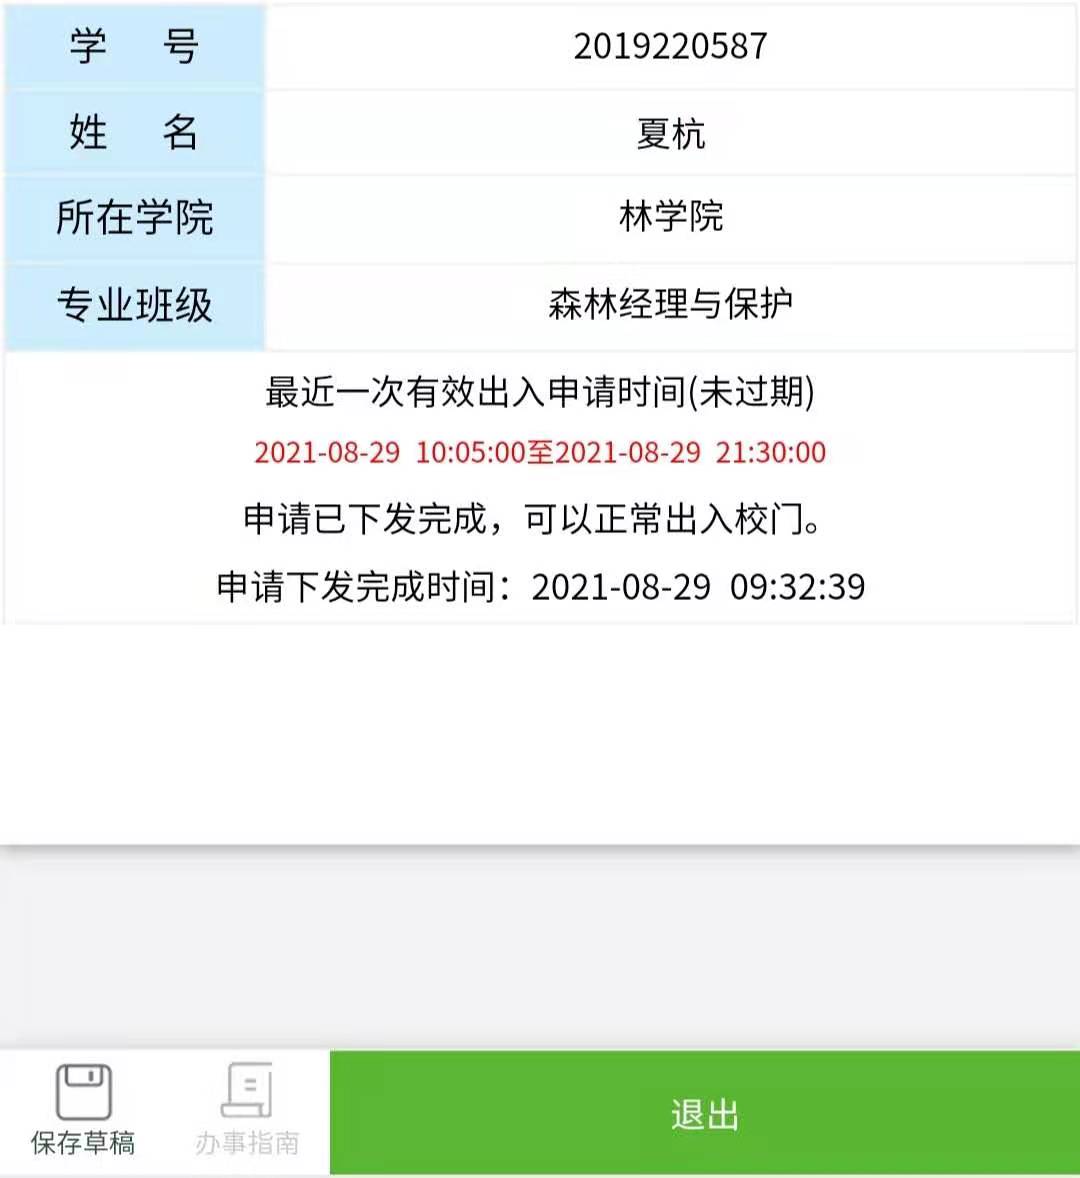 学 号 2019220587
姓 名 夏杭
所在学院 林学院
专业班级 森林经理与保护
最近一次有效出入申请时间(未过期)
2021-08-29 10:05:00至2021-08-29 21:30:00
申请已下发完成，可以正常出入校门。
申请下发完成时间：2021-08-29 09:32:39
保存草稿 办事指南 退出